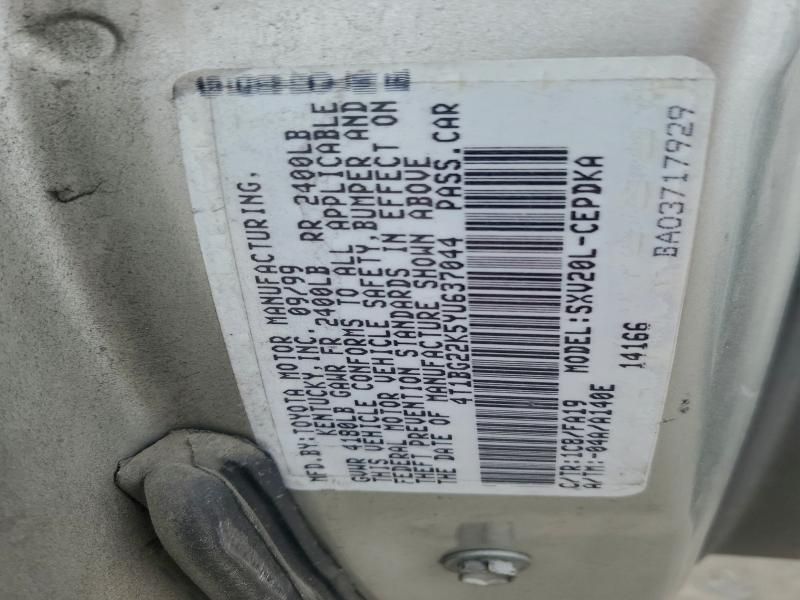 MFD.BY:TOYOTA MOTOR MANUFACTURING,
KENTUCKY, INC. 09/99
GVWR 4180LB GAWR FR 2400LB RR 2400LB
THIS VEHICLE CONFORMS TO ALL APPLICABLE
FEDERAL MOTOR VEHICLE SAFETY, BUMPER AND
THEFT PREVENTION STANDARDS IN EFFECT ON
THE DATE OF MANUFACTURE SHOWN ABOVE
4T1BG22K5YU637044 PASS.CAR
C/TR:1C8/FA19 MODEL:SXV20L-CEPDKA
A/TM:-04A/A140E 14166
BA03717929